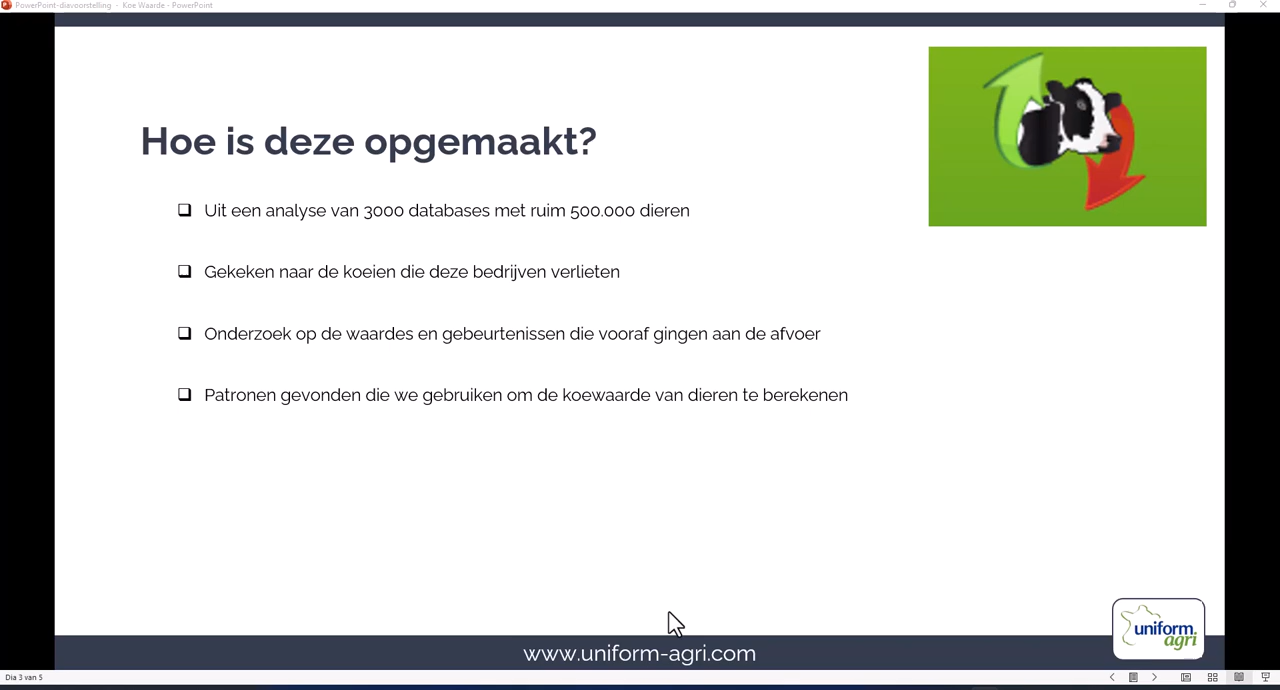 PowerPoint-diavoorstelling - Koe Waarde - PowerPoint
Hoe is deze opgemaakt?
Uit een analyse van 3000 databases met ruim 500.000 dieren
Gekeken naar de koeien die deze bedrijven verlieten
Onderzoek op de waardes en gebeurtenissen die vooraf gingen aan de afvoer
Patronen gevonden die we gebruiken om de koewaarde van dieren te berekenen
uniform.
agri
www.uniform-agri.com
Dia 3 van 5